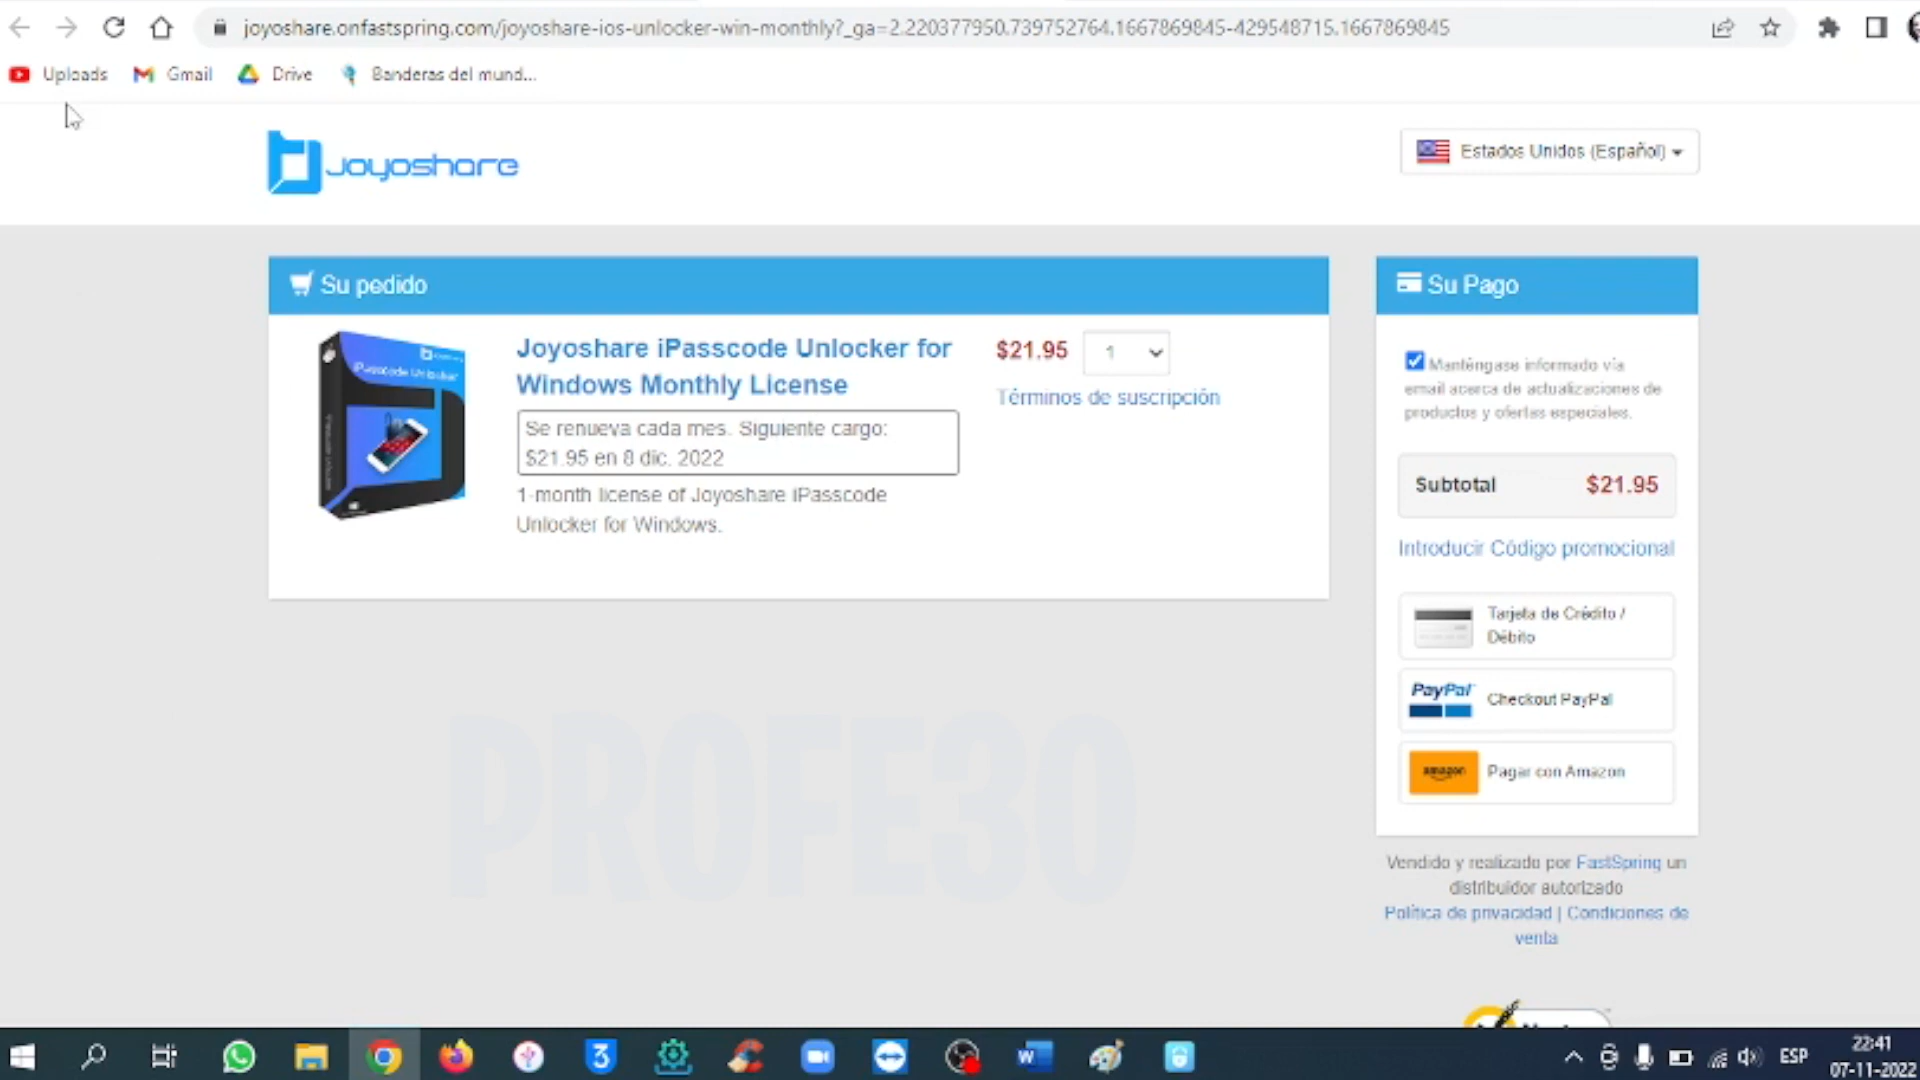 joyoshare.onfastspring.com/joyoshare-ios-unlocker-win-monthly?_ga=2.220377950.739752764.1667869845-429548715.1667869845
Uploads Gmail Drive Banderas del mund...
Joyoshare
Estados Unidos (Español)
Su pedido
Joyoshare iPasscode Unlocker for
Windows Monthly License
$21.95 1
Términos de suscripción
Se renueva cada mes. Siguiente cargo:
$21.95 en 8 dic. 2022
1-month license of Joyoshare iPasscode
Unlocker for Windows.
iPasscode Unlocker
Su Pago
Manténgase informado vía
email acerca de actualizaciones de
productos y ofertas especiales.
Subtotal $21.95
Introducir Código promocional
Tarjeta de Crédito /
Débito
PayPal Checkout PayPal
amazon Pagar con Amazon
Vendido y realizado por FastSpring un
distribuidor autorizado
Política de privacidad | Condiciones de
venta
PROFE30
ESP
22:41
07-11-2022